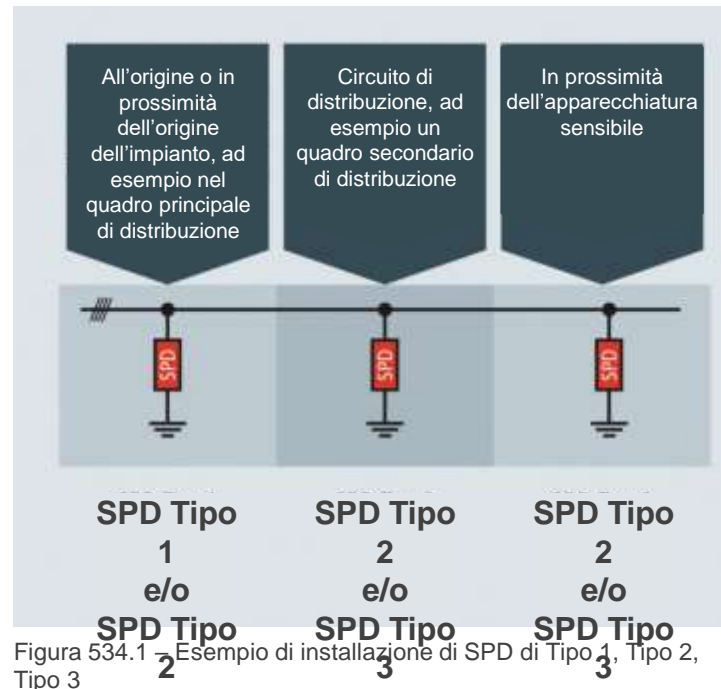 All'origine o in
prossimità
dell'origine
dell'impianto, ad
esempio nel
quadro principale
di distribuzione
Circuito di
distribuzione, ad
esempio un
quadro secondario
di distribuzione
In prossimità
dell'apparecchiatura
sensibile
SPD
SPD
SPD
SPD Tipo
1
e/o
SPD Tipo
2
SPD Tipo
2
e/o
SPD Tipo
3
SPD Tipo
2
e/o
SPD Tipo
3
Figura 534.1 – Esempio di installazione di SPD di Tipo 1, Tipo 2,
Tipo 3